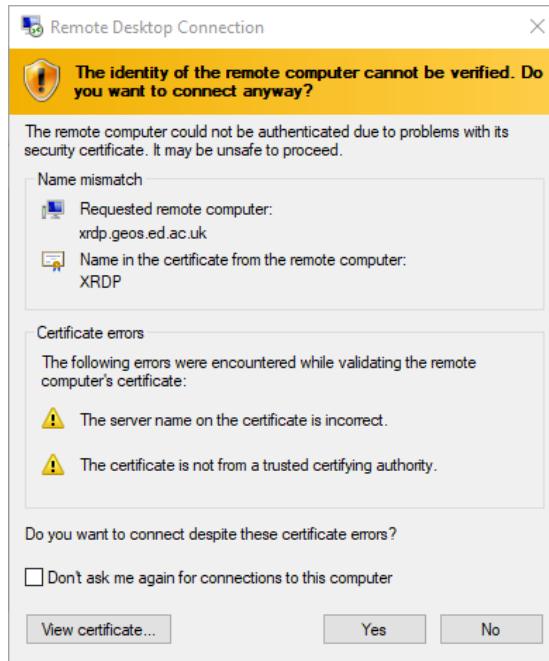 Remote Desktop Connection
The identity of the remote computer cannot be verified. Do
you want to connect anyway?
The remote computer could not be authenticated due to problems with its
security certificate. It may be unsafe to proceed.
Name mismatch
Requested remote computer:
xrdp.geos.ed.ac.uk
Name in the certificate from the remote computer:
XRDP
Certificate errors
The following errors were encountered while validating the remote
computer's certificate:
The server name on the certificate is incorrect.
The certificate is not from a trusted certifying authority.
Do you want to connect despite these certificate errors?
Don't ask me again for connections to this computer
View certificate...
Yes
No